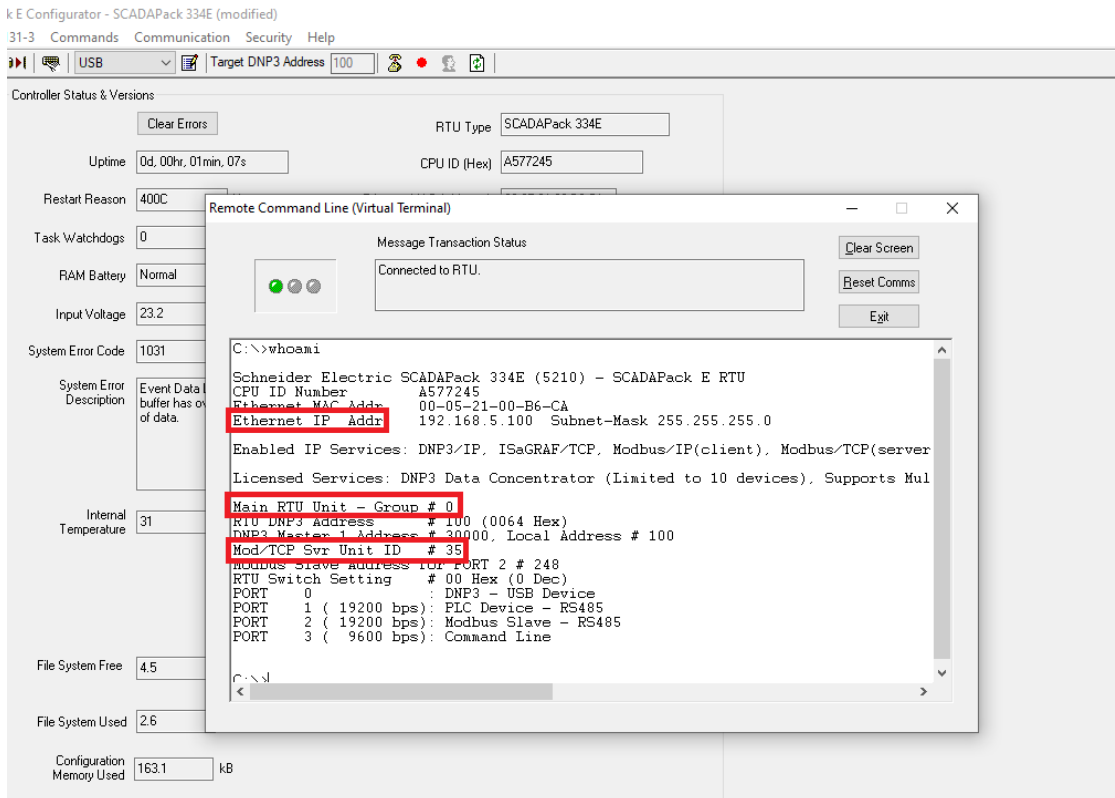 k E Configurator - SCADAPack 334E (modified)
31-3 Commands Communication Security Help
USB Target DNP3 Address 100
Controller Status & Versions
Clear Errors RTU Type SCADAPack 334E
Uptime 0d, 00hr, 01min, 07s CPU ID (Hex) A577245
Restart Reason 400C
Remote Command Line (Virtual Terminal)
Task Watchdogs 0
Message Transaction Status
Connected to RTU.
Clear Screen
Reset Comms
Exit
RAM Battery Normal
Input Voltage 23.2
System Error Code 1031
System Error Description Event Data
buffer has
of data.
C:\>whoami
Schneider Electric SCADAPack 334E (5210) - SCADAPack E RTU
CPU ID Number A577245
Ethernet MAC Addr 00-05-21-00-B6-CA
Ethernet IP Addr 192.168.5.100 Subnet-Mask 255.255.255.0
Enabled IP Services: DNP3/IP, ISaGRAF/TCP, Modbus/IP(client), Modbus/TCP(server
Licensed Services: DNP3 Data Concentrator (Limited to 10 devices), Supports Mul
Main RTU Unit - Group # 0
RTU DNP3 Address # 100 (0064 Hex)
DNP3 Master 1 Address # 30000, Local Address # 100
Mod/TCP Svr Unit ID # 35
Modbus Slave Address for PORT 2 # 248
RTU Switch Setting # 00 Hex (0 Dec)
PORT 0 : DNP3 - USB Device
PORT 1 ( 19200 bps): PLC Device - RS485
PORT 2 ( 19200 bps): Modbus Slave - RS485
PORT 3 ( 9600 bps): Command Line
C:\>
Internal Temperature 31
File System Free 4.5
File System Used 2.6
Configuration Memory Used 163.1 kB